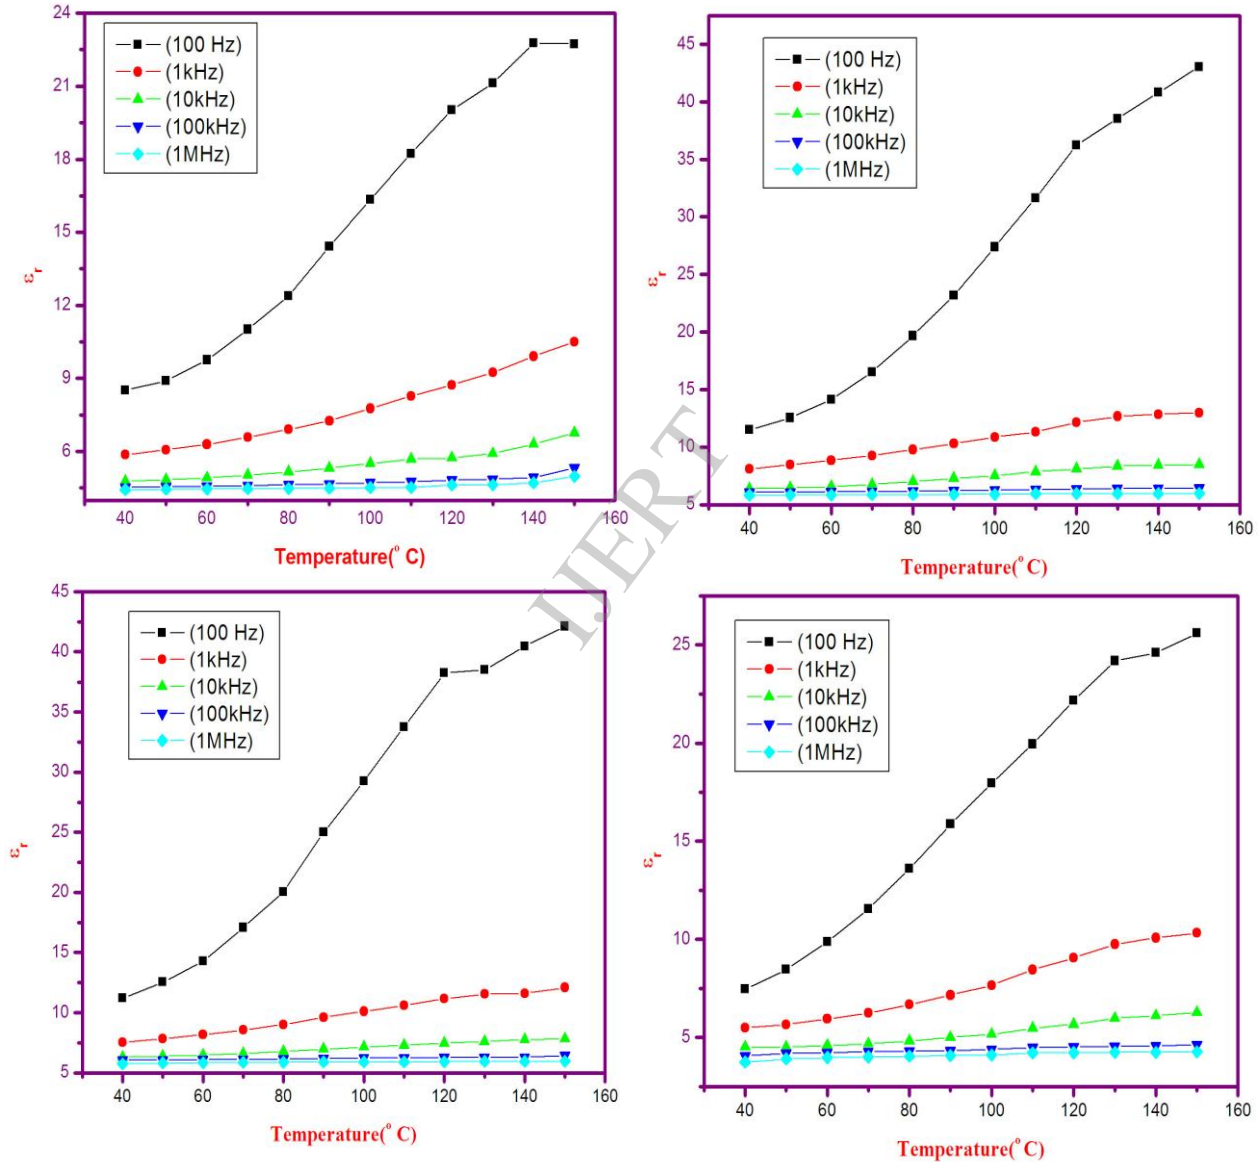 24
21
18
15
12
9
6
(100 Hz)
(1kHz)
(10kHz)
(100kHz)
(1MHz)
εr
40 60 80 100 120 140 160
Temperature(° C)
45
40
35
30
25
20
15
10
5
(100 Hz)
(1kHz)
(10kHz)
(100kHz)
(1MHz)
εr
40 60 80 100 120 140 160
Temperature(° C)
IJERT
45
40
35
30
25
20
15
10
5
(100 Hz)
(1kHz)
(10kHz)
(100kHz)
(1MHz)
εr
40 60 80 100 120 140 160
Temperature(° C)
25
20
15
10
5
(100 Hz)
(1kHz)
(10kHz)
(100kHz)
(1MHz)
εr
40 60 80 100 120 140 160
Temperature(° C)